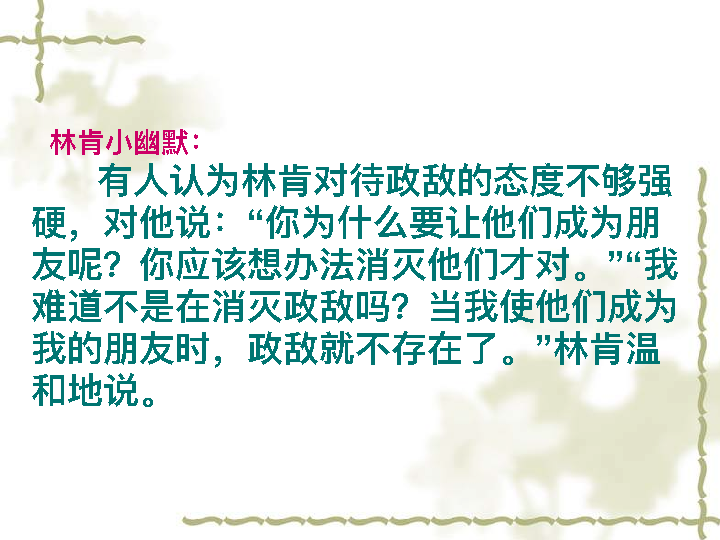 林肯小幽默：
有人认为林肯对待政敌的态度不够强
硬，对他说：“你为什么要让他们成为朋
友呢？你应该想办法消灭他们才对。”“我
难道不是在消灭政敌吗？当我使他们成为
我的朋友时，政敌就不存在了。”林肯温
和地说。